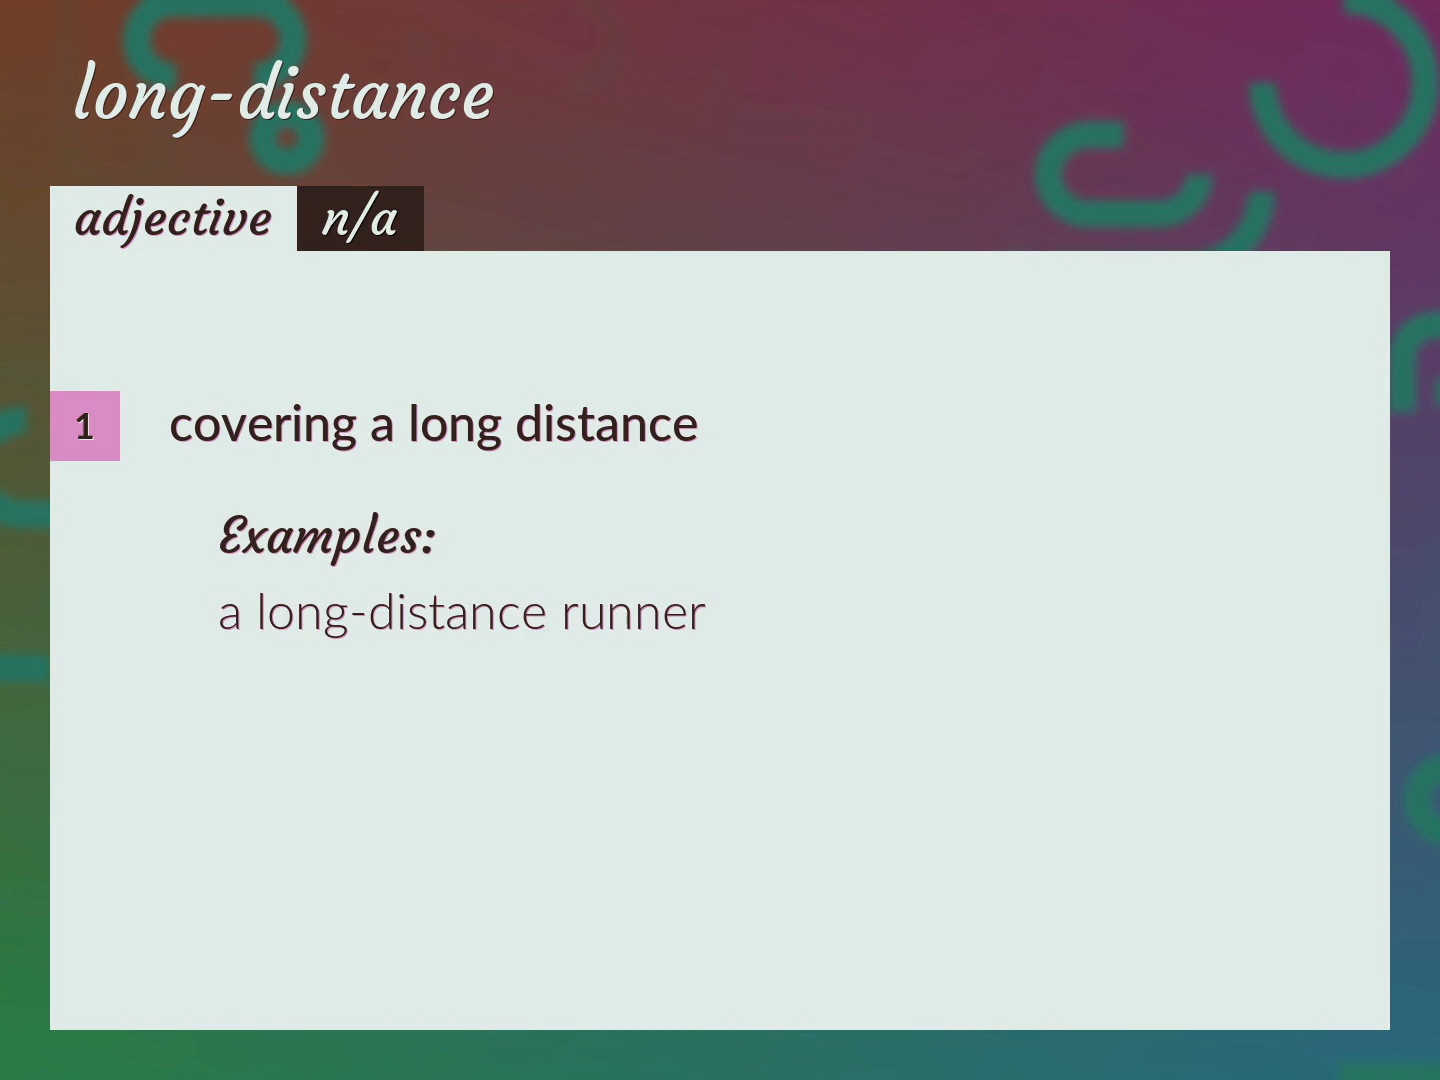 long-distance
adjective n/a
1 covering a long distance
Examples:
a long-distance runner